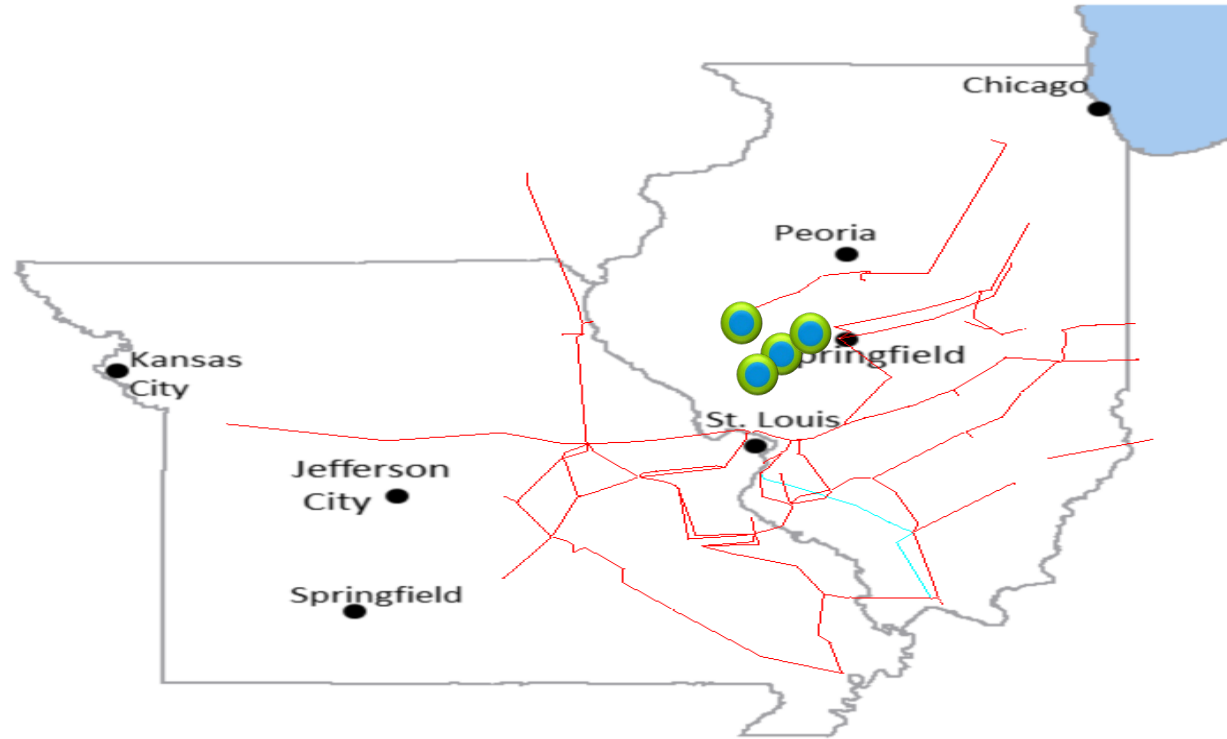 Chicago
Peoria
Kansas
City
Springfield
St. Louis
Jefferson
City
Springfield